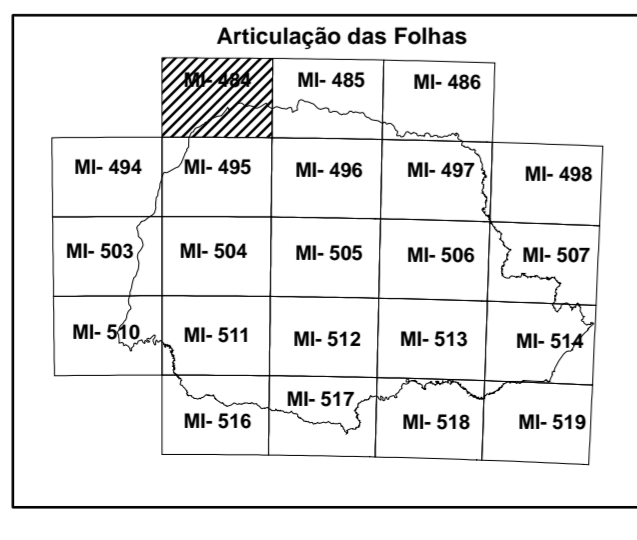 Articulação das Folhas
MI- 484 MI- 485 MI- 486
MI- 494 MI- 495 MI- 496 MI- 497 MI- 498
MI- 503 MI- 504 MI- 505 MI- 506 MI- 507
MI- 510 MI- 511 MI- 512 MI- 513 MI- 514
MI- 516 MI- 517 MI- 518 MI- 519